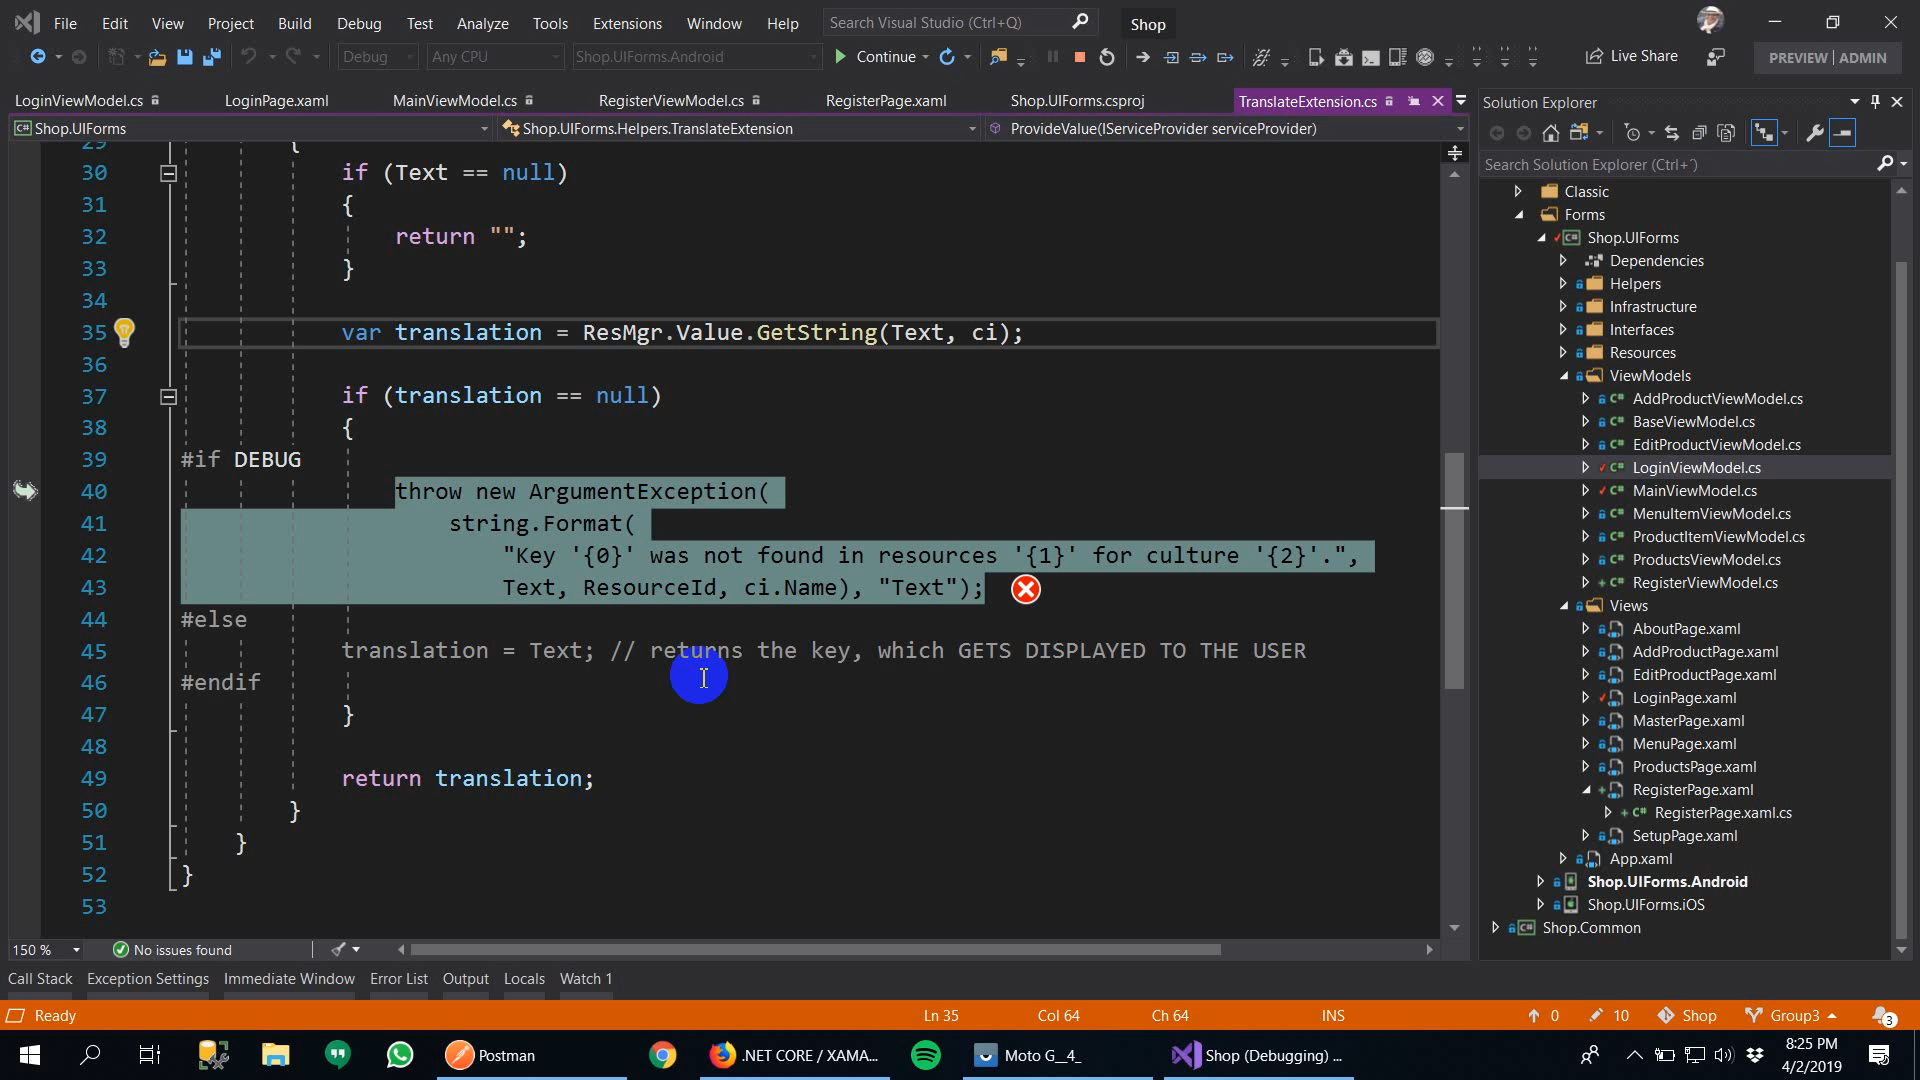 File Edit View Project Build Debug Test Analyze Tools Extensions Window Help Search Visual Studio (Ctrl+Q) Shop
Debug Any CPU Shop.UIForms.Android Continue Live Share PREVIEW | ADMIN
LoginViewModel.cs LoginPage.xaml MainViewModel.cs RegisterViewModel.cs RegisterPage.xaml Shop.UIForms.csproj TranslateExtension.cs
Shop.UIForms Shop.UIForms.Helpers.TranslateExtension ProvideValue(IServiceProvider serviceProvider)
29 {
30 if (Text == null)
31 {
32 return "";
33 }
34
35 var translation = ResMgr.Value.GetString(Text, ci);
36
37 if (translation == null)
38 {
39 #if DEBUG
40 throw new ArgumentException(
41 string.Format(
42 "Key '{0}' was not found in resources '{1}' for culture '{2}'.",
43 Text, ResourceId, ci.Name), "Text");
44 #else
45 translation = Text; // returns the key, which GETS DISPLAYED TO THE USER
46 #endif
47 }
48
49 return translation;
50 }
51 }
52 }
53
150 % No issues found
Call Stack Exception Settings Immediate Window Error List Output Locals Watch 1
Solution Explorer
Search Solution Explorer (Ctrl+´)
Classic
Forms
Shop.UIForms
Dependencies
Helpers
Infrastructure
Interfaces
Resources
ViewModels
AddProductViewModel.cs
BaseViewModel.cs
EditProductViewModel.cs
LoginViewModel.cs
MainViewModel.cs
MenuItemViewModel.cs
ProductItemViewModel.cs
ProductsViewModel.cs
RegisterViewModel.cs
Views
AboutPage.xaml
AddProductPage.xaml
EditProductPage.xaml
LoginPage.xaml
MasterPage.xaml
MenuPage.xaml
ProductsPage.xaml
RegisterPage.xaml
RegisterPage.xaml.cs
SetupPage.xaml
App.xaml
Shop.UIForms.Android
Shop.UIForms.iOS
Shop.Common
Ready Ln 35 Col 64 Ch 64 INS 0 10 Shop Group3 3
Postman .NET CORE / XAMA... Moto G__4_ Shop (Debugging) ... 8:25 PM
4/2/2019